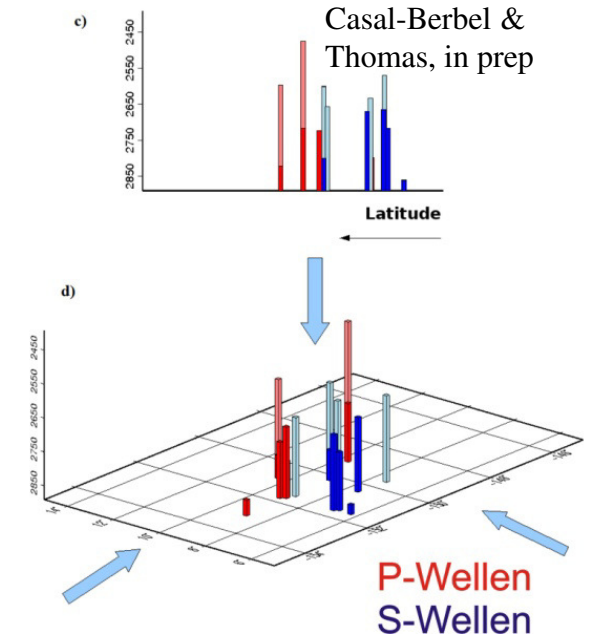 c)
Casal-Berbel &
Thomas, in prep
2450
2550
2650
2750
2850
Latitude
d)
2450
2550
2650
2750
2850
P-Wellen
S-Wellen